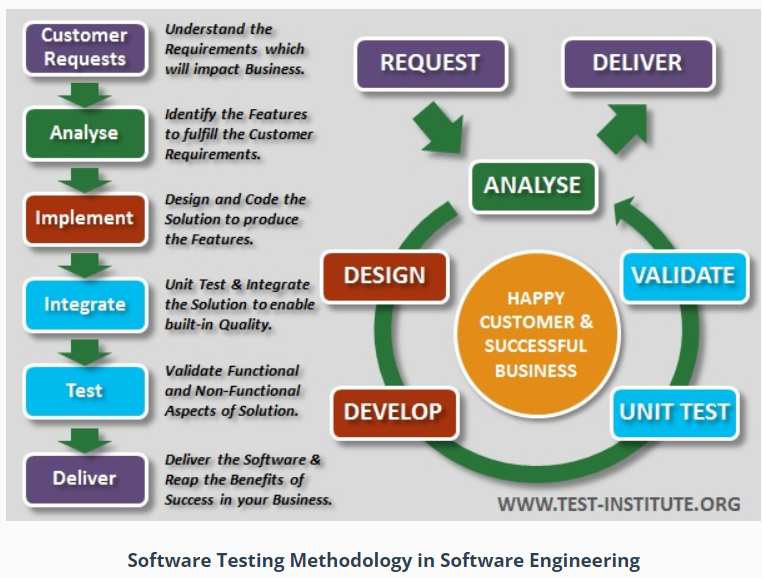 Customer
Requests
Understand the
Requirements which
will impact Business.
Analyse
Identify the Features
to fulfill the Customer
Requirements.
Implement
Design and Code the
Solution to produce
the Features.
Integrate
Unit Test & Integrate
the Solution to enable
built-in Quality.
Test
Validate Functional
and Non-Functional
Aspects of Solution.
Deliver
Deliver the Software &
Reap the Benefits of
Success in your Business.
REQUEST
DELIVER
ANALYSE
DESIGN
VALIDATE
HAPPY
CUSTOMER &
SUCCESSFUL
BUSINESS
DEVELOP
UNIT TEST
WWW.TEST-INSTITUTE.ORG
Software Testing Methodology in Software Engineering